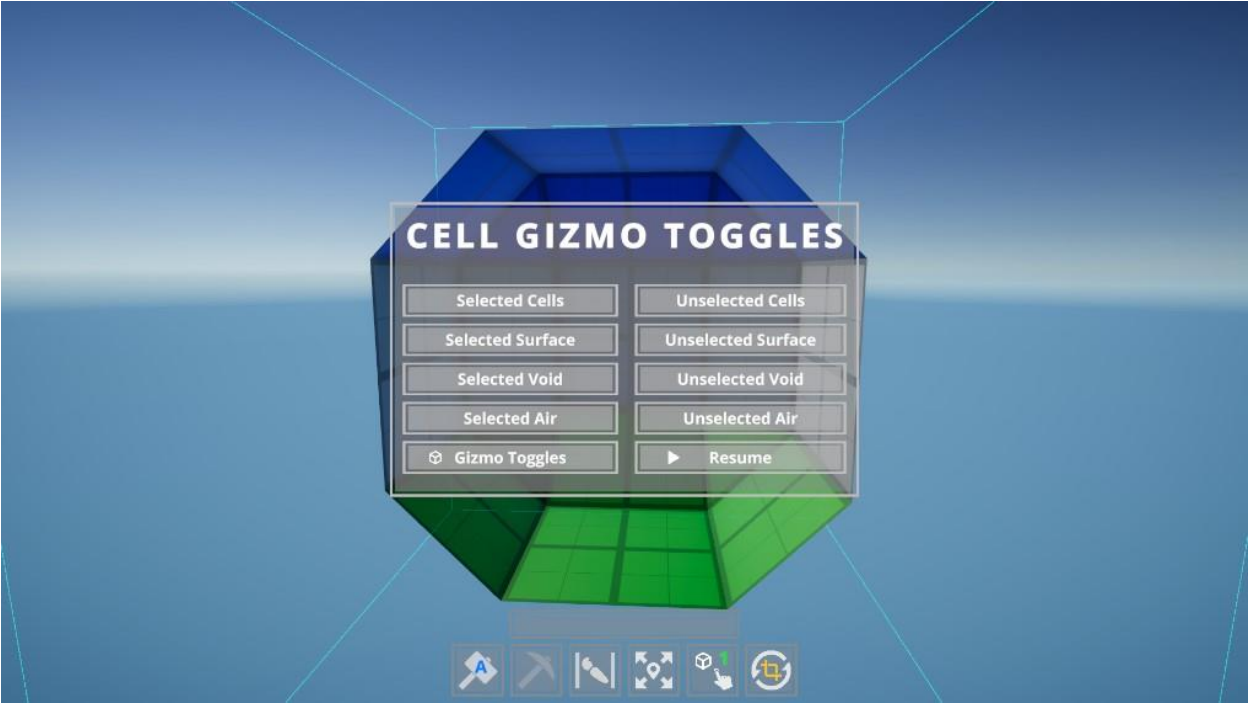 CELL GIZMO TOGGLES
Selected Cells Unselected Cells
Selected Surface Unselected Surface
Selected Void Unselected Void
Selected Air Unselected Air
Gizmo Toggles Resume
A 1